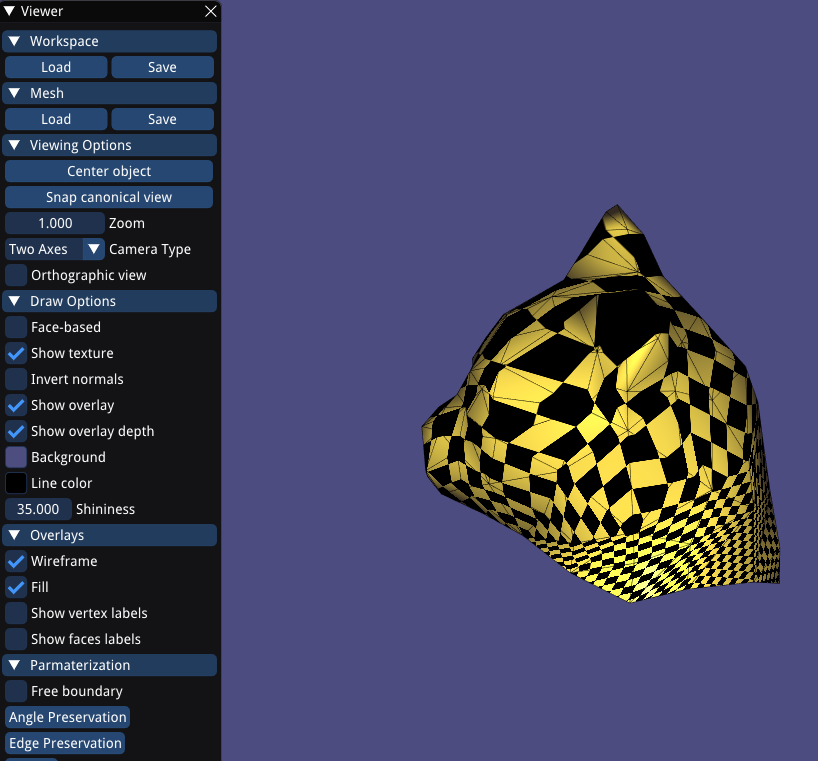 Viewer
Workspace
Load Save
Mesh
Load Save
Viewing Options
Center object
Snap canonical view
1.000 Zoom
Two Axes Camera Type
Orthographic view
Draw Options
Face-based
Show texture
Invert normals
Show overlay
Show overlay depth
Background
Line color
35.000 Shininess
Overlays
Wireframe
Fill
Show vertex labels
Show faces labels
Parmaterization
Free boundary
Angle Preservation
Edge Preservation